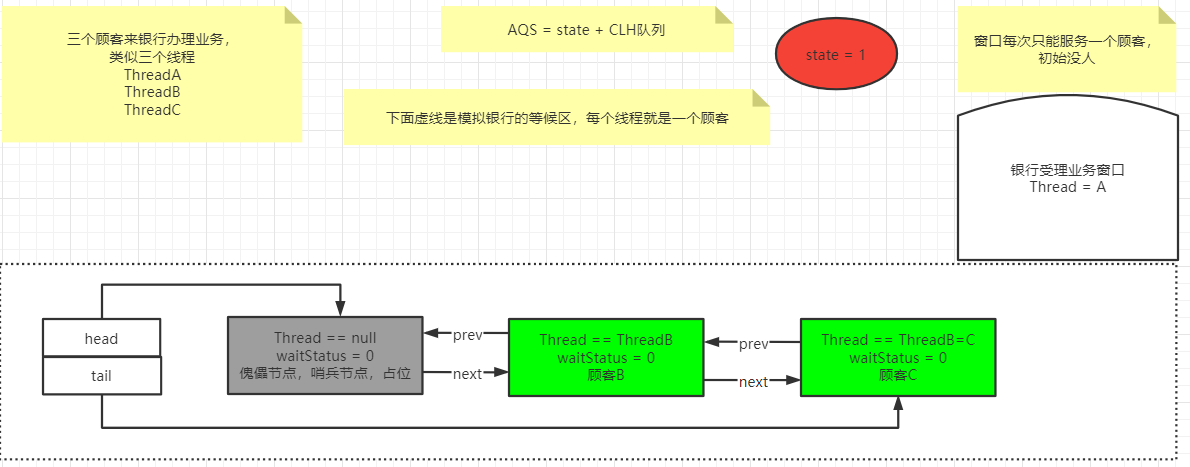 三个顾客来银行办理业务，
类似三个线程
ThreadA
ThreadB
ThreadC
AQS = state + CLH队列
state = 1
窗口每次只能服务一个顾客，
初始没人
下面虚线是模拟银行的等候区，每个线程就是一个顾客
银行受理业务窗口
Thread = A
head
tail
Thread == null
waitStatus = 0
傀儡节点，哨兵节点，占位
prev
next
Thread == ThreadB
waitStatus = 0
顾客B
prev
next
Thread == ThreadB=C
waitStatus = 0
顾客C